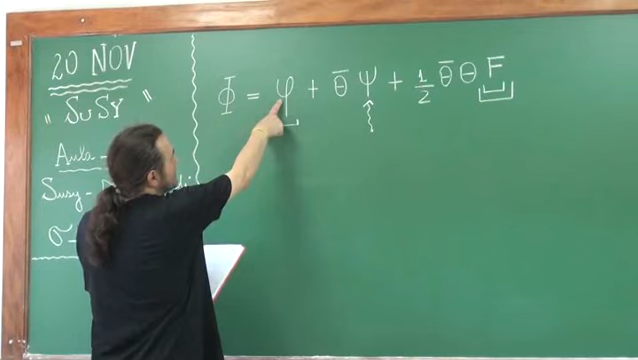 20 NOV
" SUSY "
Aula -
Susy -
σ -
Φ = φ + θ̄ ψ + 1/2 θ̄ θ F